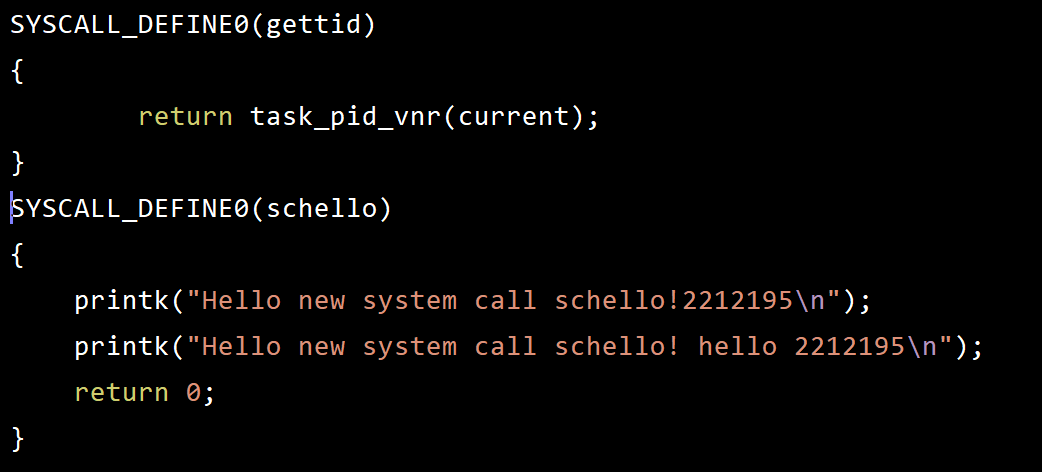 SYSCALL_DEFINE0(gettid)
{
        return task_pid_vnr(current);
}
SYSCALL_DEFINE0(schello)
{
    printk("Hello new system call schello!2212195\n");
    printk("Hello new system call schello! hello 2212195\n");
    return 0;
}